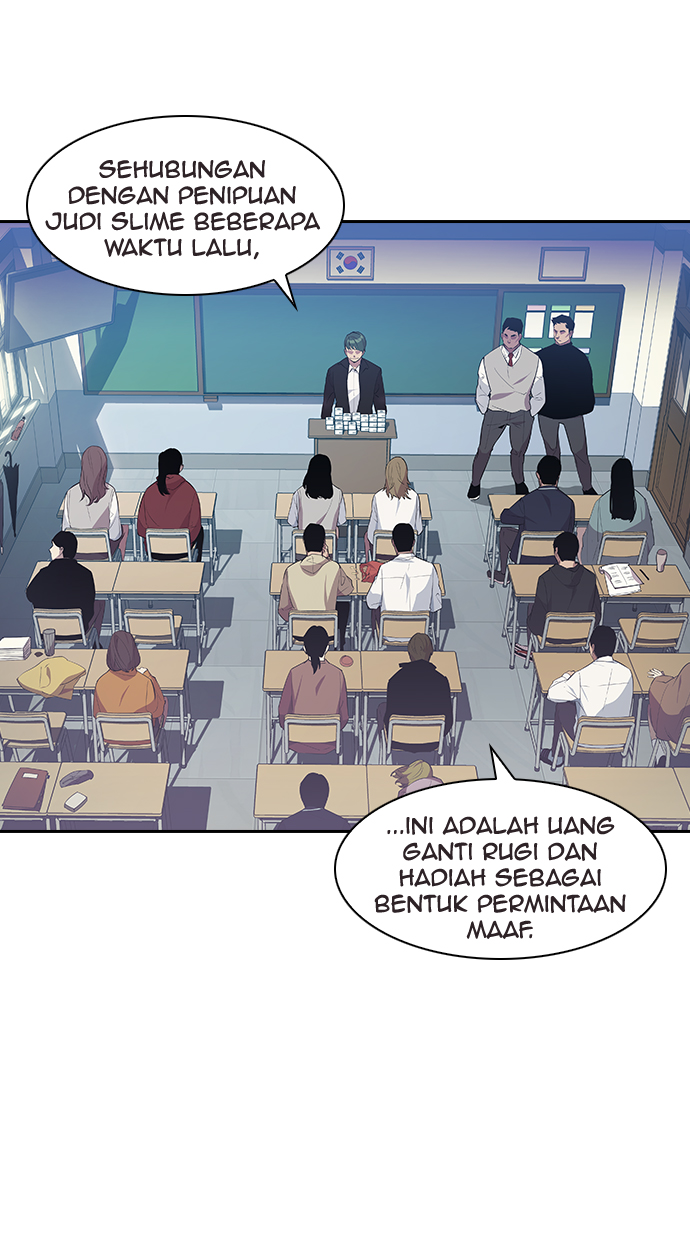 SEHUBUNGAN
DENGAN PENIPUAN
JUDI SLIME BEBERAPA
WAKTU LALU,
...INI ADALAH UANG
GANTI RUGI DAN
HADIAH SEBAGAI
BENTUK PERMINTAAN
MAAF.